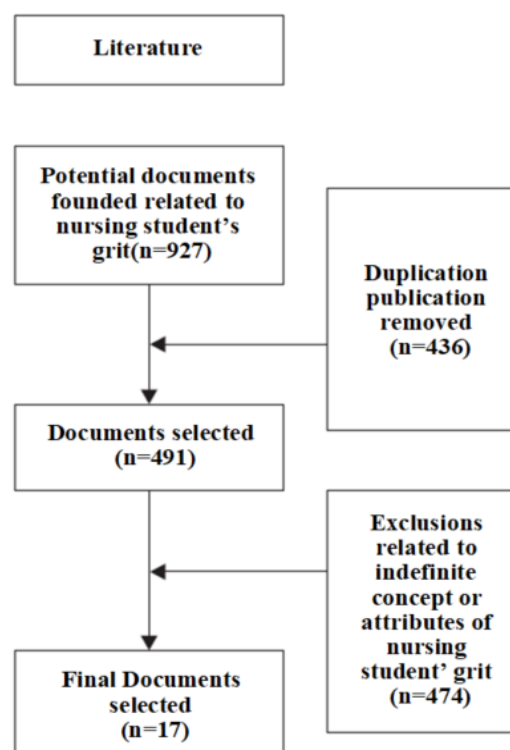 Literature
Potential documents
founded related to
nursing student’s
grit(n=927)
Duplication
publication
removed
(n=436)
Documents selected
(n=491)
Exclusions
related to
indefinite
concept or
attributes of
nursing
student’ grit
(n=474)
Final Documents
selected
(n=17)